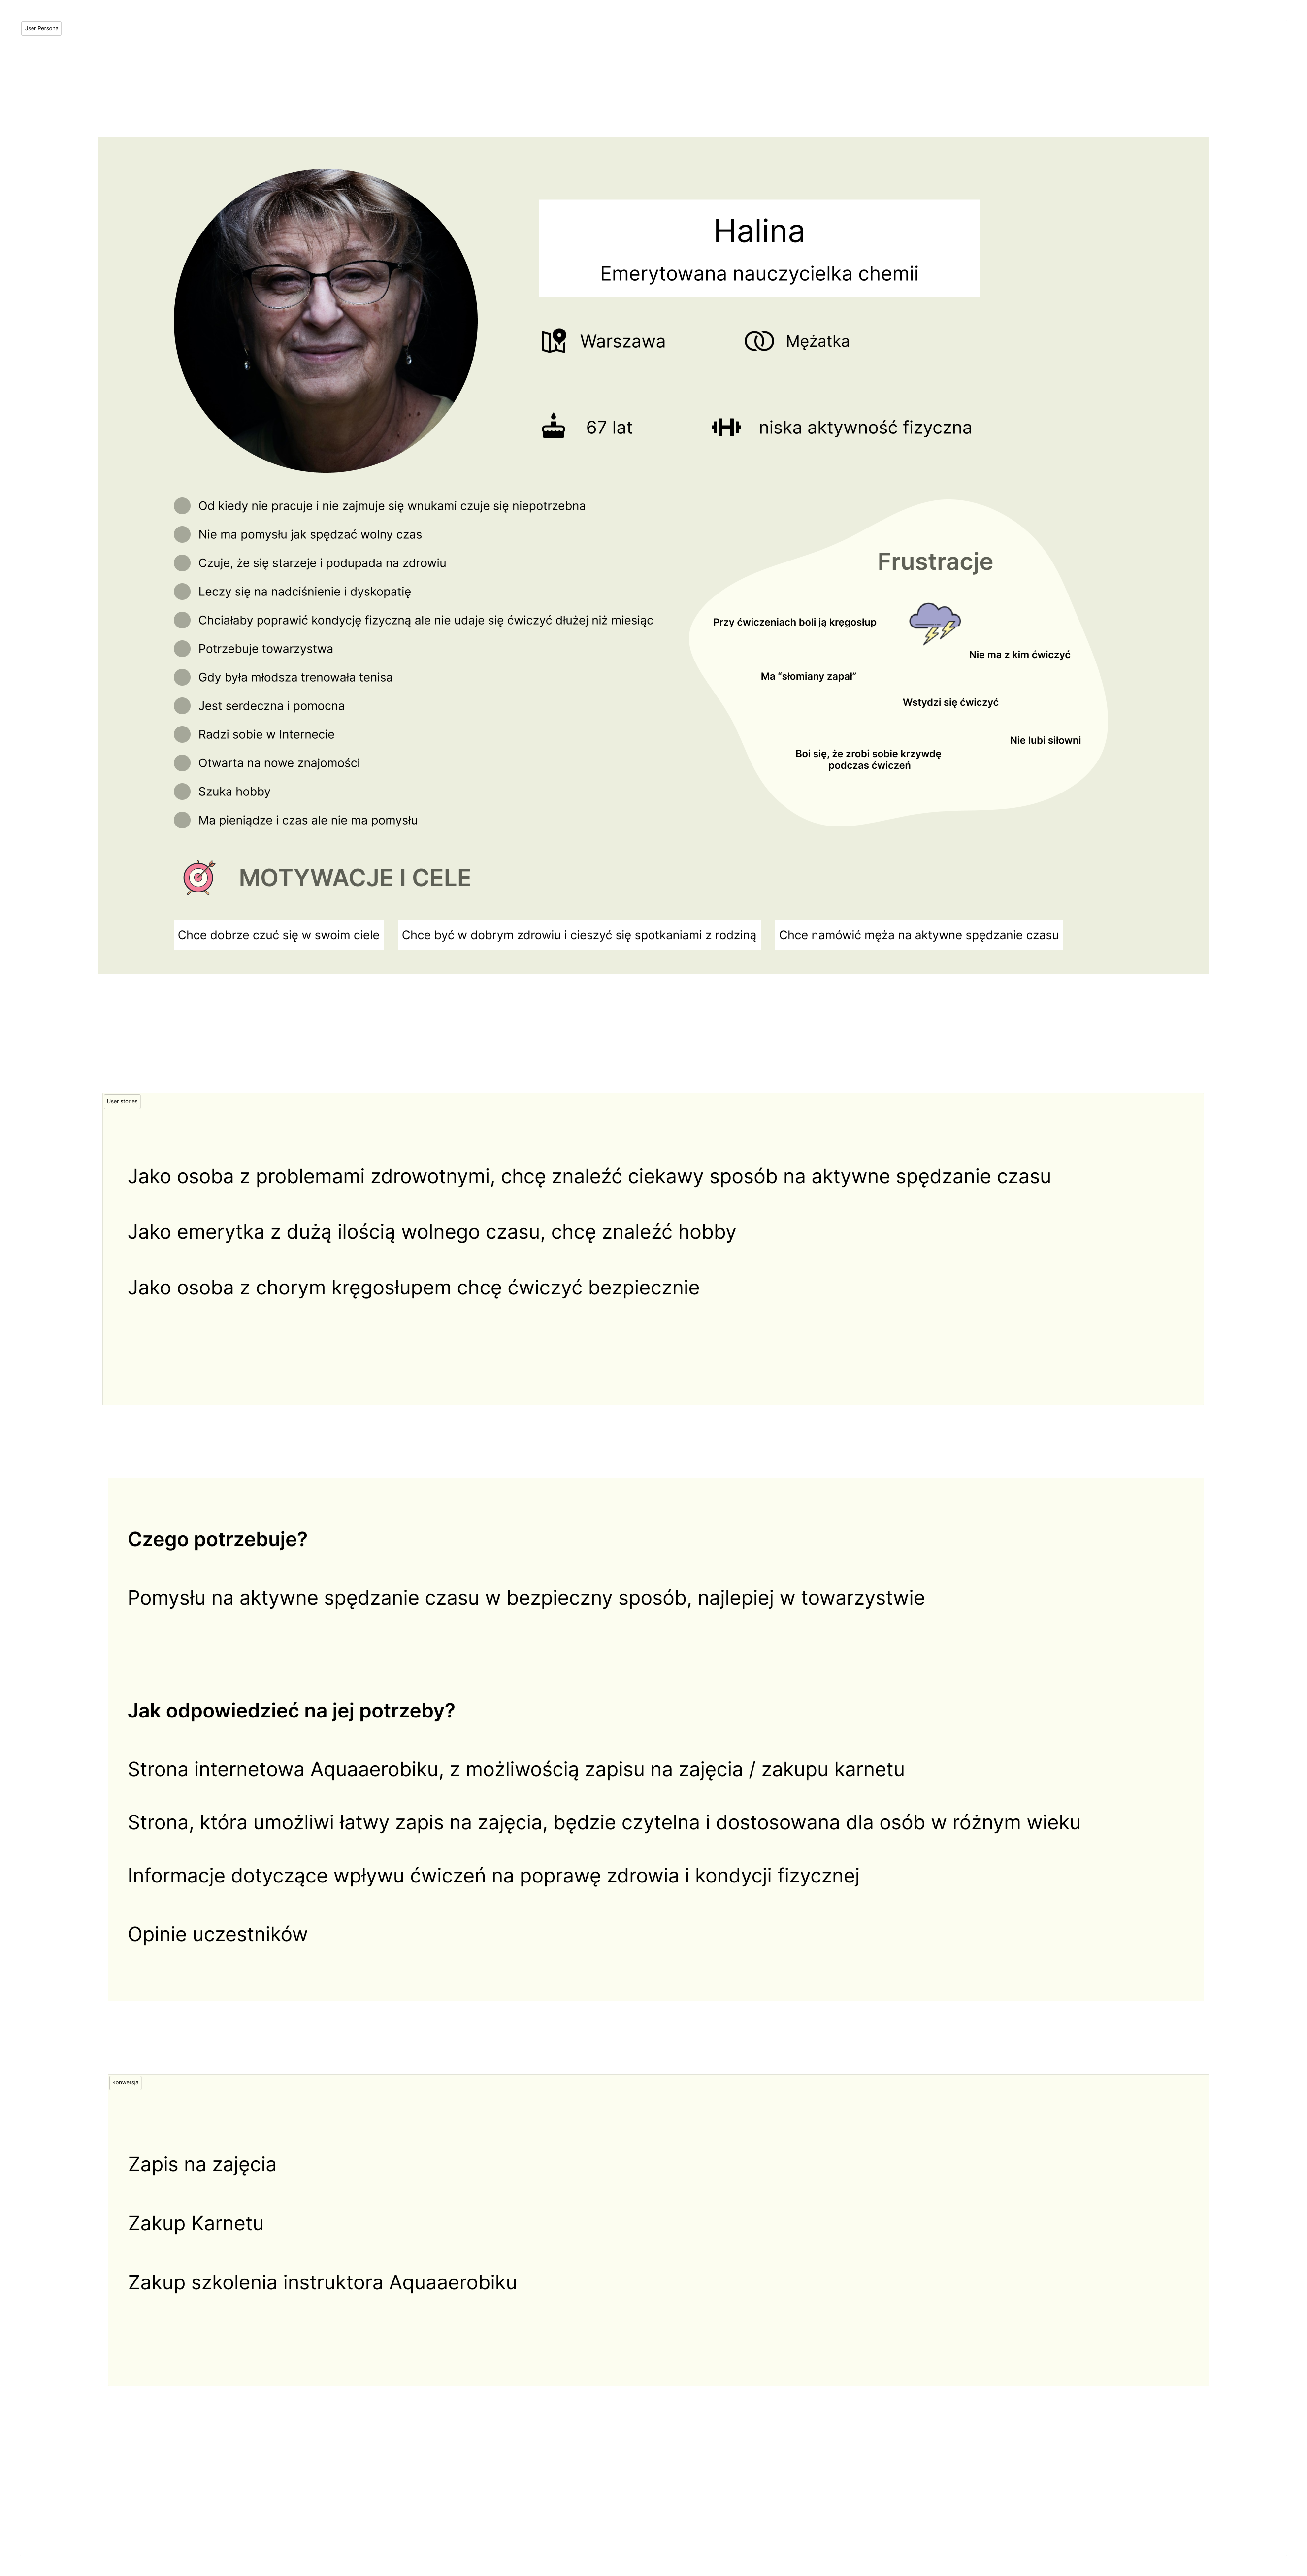 User Persona
Halina
Emerytowana nauczycielka chemii
Warszawa
Mężatka
67 lat
niska aktywność fizyczna
Od kiedy nie pracuje i nie zajmuje się wnukami czuje się niepotrzebna
Nie ma pomysłu jak spędzać wolny czas
Czuje, że się starzeje i podupada na zdrowiu
Leczy się na nadciśnienie i dyskopatię
Chciałaby poprawić kondycję fizyczną ale nie udaje się ćwiczyć dłużej niż miesiąc
Potrzebuje towarzystwa
Gdy była młodsza trenowała tenisa
Jest serdeczna i pomocna
Radzi sobie w Internecie
Otwarta na nowe znajomości
Szuka hobby
Ma pieniądze i czas ale nie ma pomysłu
Frustracje
Przy ćwiczeniach boli ją kręgosłup
Nie ma z kim ćwiczyć
Ma "słomiany zapał"
Wstydzi się ćwiczyć
Nie lubi siłowni
Boi się, że zrobi sobie krzywdę
podczas ćwiczeń
MOTYWACJE I CELE
Chce dobrze czuć się w swoim ciele
Chce być w dobrym zdrowiu i cieszyć się spotkaniami z rodziną
Chce namówić męża na aktywne spędzanie czasu
User stories
Jako osoba z problemami zdrowotnymi, chcę znaleźć ciekawy sposób na aktywne spędzanie czasu
Jako emerytka z dużą ilością wolnego czasu, chcę znaleźć hobby
Jako osoba z chorym kręgosłupem chcę ćwiczyć bezpiecznie
Czego potrzebuje?
Pomysłu na aktywne spędzanie czasu w bezpieczny sposób, najlepiej w towarzystwie
Jak odpowiedzieć na jej potrzeby?
Strona internetowa Aquaaerobiku, z możliwością zapisu na zajęcia / zakupu karnetu
Strona, która umożliwi łatwy zapis na zajęcia, będzie czytelna i dostosowana dla osób w różnym wieku
Informacje dotyczące wpływu ćwiczeń na poprawę zdrowia i kondycji fizycznej
Opinie uczestników
Konwersja
Zapis na zajęcia
Zakup Karnetu
Zakup szkolenia instruktora Aquaaerobiku